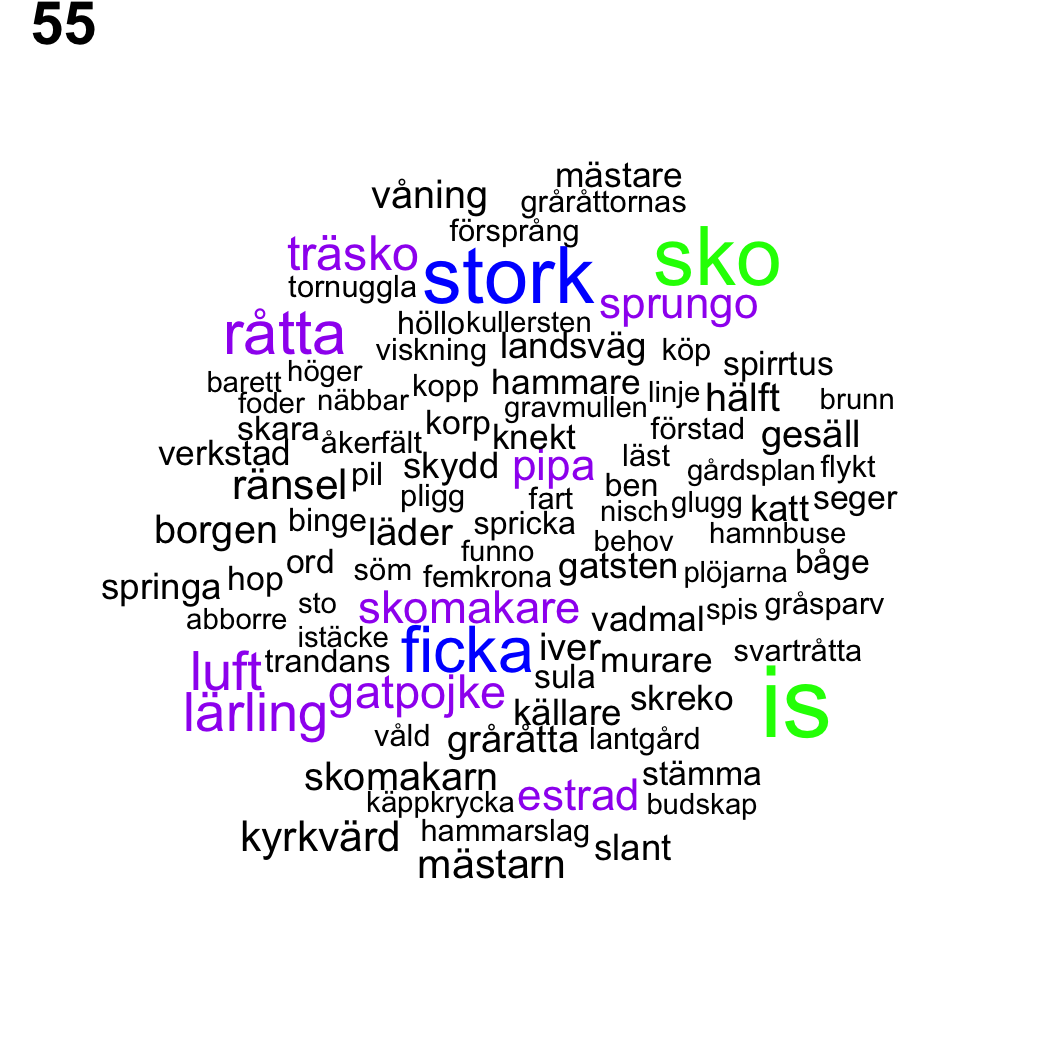 55
mästare
våning
gråråttornas
försprång
träsko
sko
tornuggla
stork
sprungo
råtta
höllo
kullersten
viskning
landsväg
köp
spirrtus
höger
barett
kopp
hammare
linje
hälft
brunn
foder
näbbar
gravmullen
skara
åkerfält
korp
knekt
förstad
gesäll
verkstad
ränsel
pil
skydd
pipa
läst
gårdsplan
flykt
pligg
fart
ben
nisch
glugg
katt
seger
borgen
binge
läder
spricka
behov
hamnbuse
funno
springa
hop
ord
söm
femkrona
gatsten
plöjarna
båge
abborre
sto
skomakare
vadmal
spis
gråsparv
istäcke
luft
trandans
ficka
iver
murare
svartråtta
lärling
gatpojke
sula
källare
skreko
is
våld
gråråtta
lantgård
skomakarn
käppkrycka
estrad
stämma
budskap
kyrkvärd
hammarslag
slant
mästarn